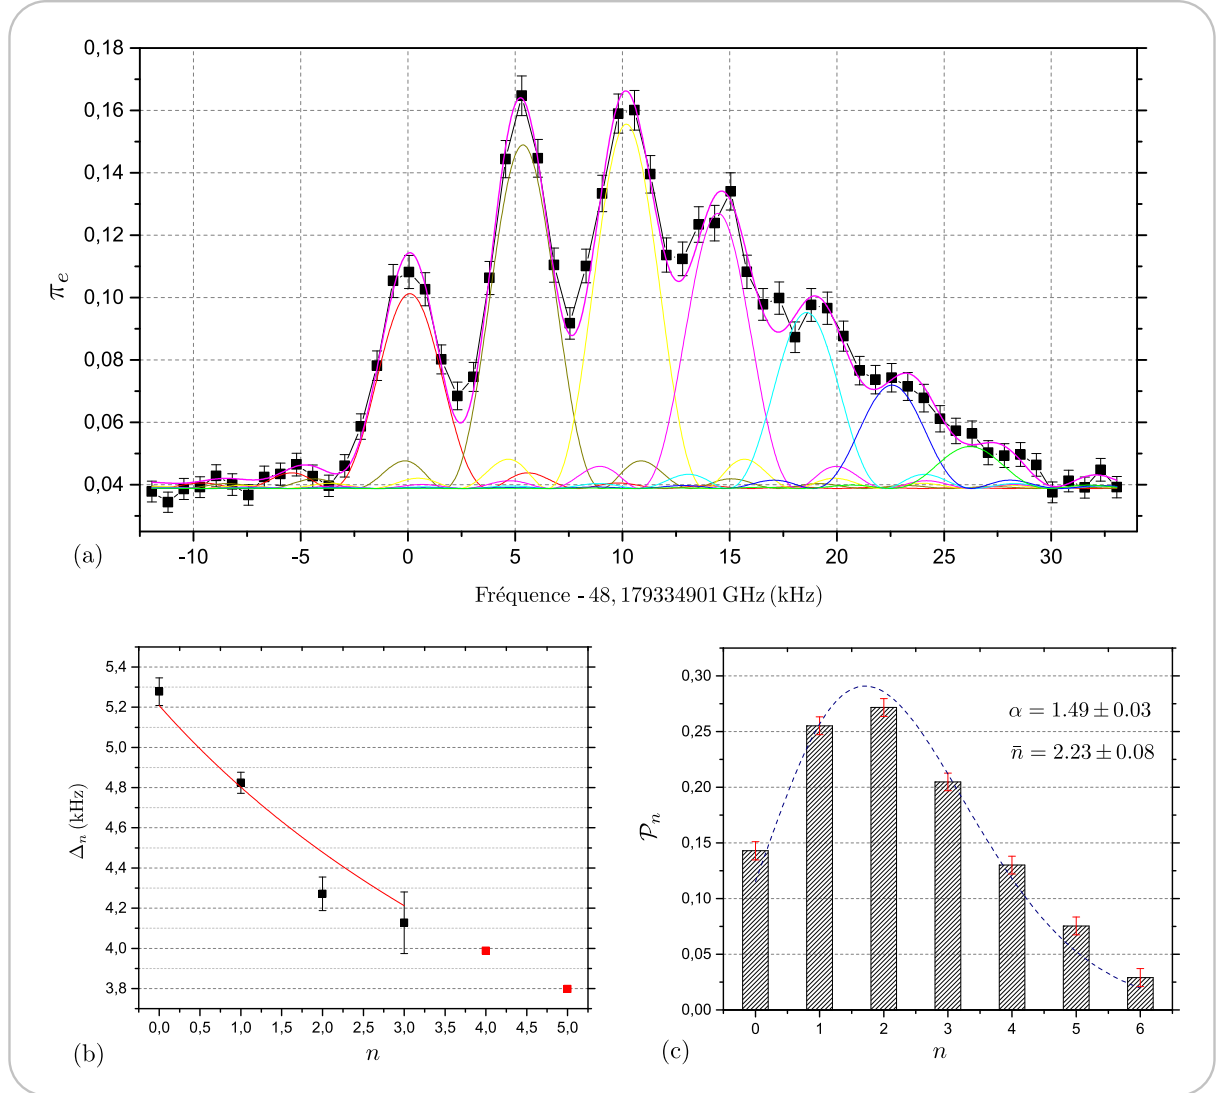 0,18
0,16
0,14
0,12
0,10
0,08
0,06
0,04
π_e
-10 -5 0 5 10 15 20 25 30
(a)
Fréquence - 48, 179334901 GHz (kHz)
5,4
5,2
5,0
4,8
4,6
4,4
4,2
4,0
3,8
Δ_n (kHz)
0,0 0,5 1,0 1,5 2,0 2,5 3,0 3,5 4,0 4,5 5,0
(b)
n
0,30
0,25
0,20
0,15
0,10
0,05
0,00
𝒫_n
α = 1.49 ± 0.03
n̄ = 2.23 ± 0.08
0 1 2 3 4 5 6
(c)
n